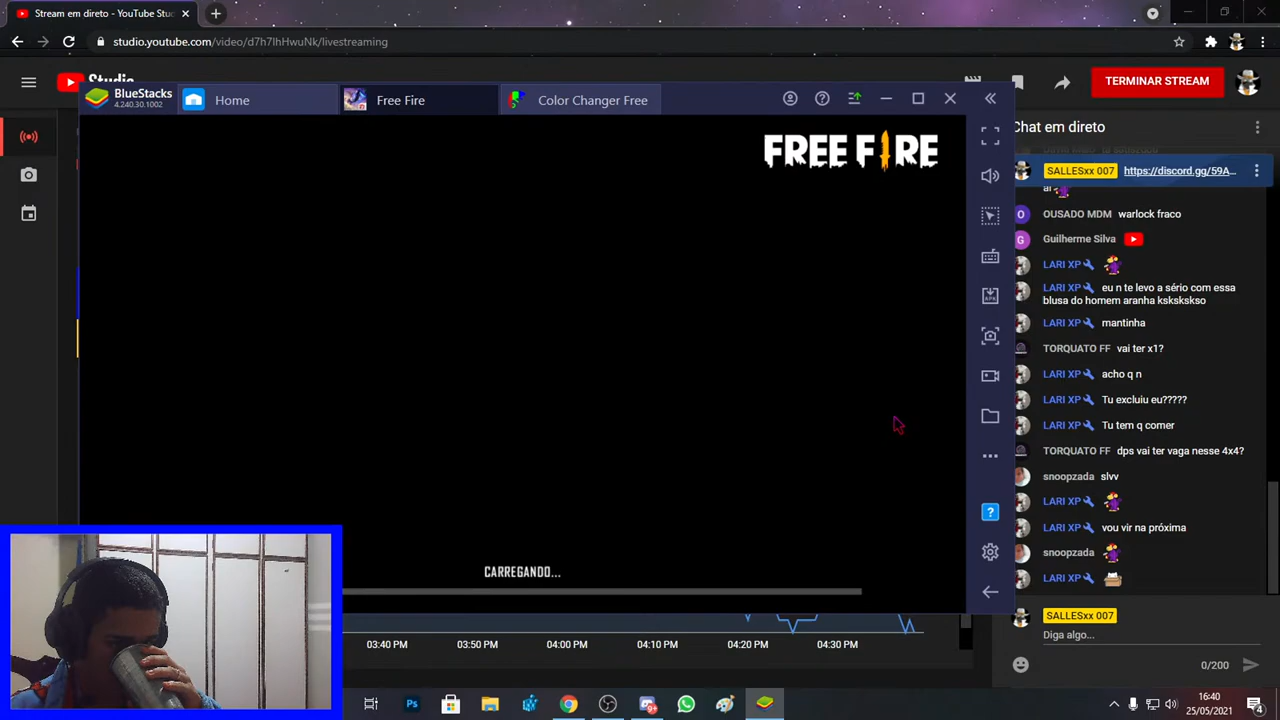 Stream em direto - YouTube Stu
studio.youtube.com/video/d7h7IhHwuNk/livestreaming
Studio
TERMINAR STREAM
BlueStacks
4.240.30.1002
Home
Free Fire
Color Changer Free
FREE FIRE
CARREGANDO...
03:40 PM
03:50 PM
04:00 PM
04:10 PM
04:20 PM
04:30 PM
Chat em direto
SALLESxx 007 https://discord.gg/59A...
ai
OUSADO MDM warlock fraco
Guilherme Silva
LARI XP
LARI XP eu n te levo a sério com essa
blusa do homem aranha kskskskso
LARI XP mantinha
TORQUATO FF vai ter x1?
LARI XP acho q n
LARI XP Tu excluiu eu?????
LARI XP Tu tem q comer
TORQUATO FF dps vai ter vaga nesse 4x4?
snoopzada slvv
LARI XP
LARI XP vou vir na próxima
snoopzada
LARI XP
SALLESxx 007
Diga algo...
0/200
Ps
16:40
25/05/2021
4